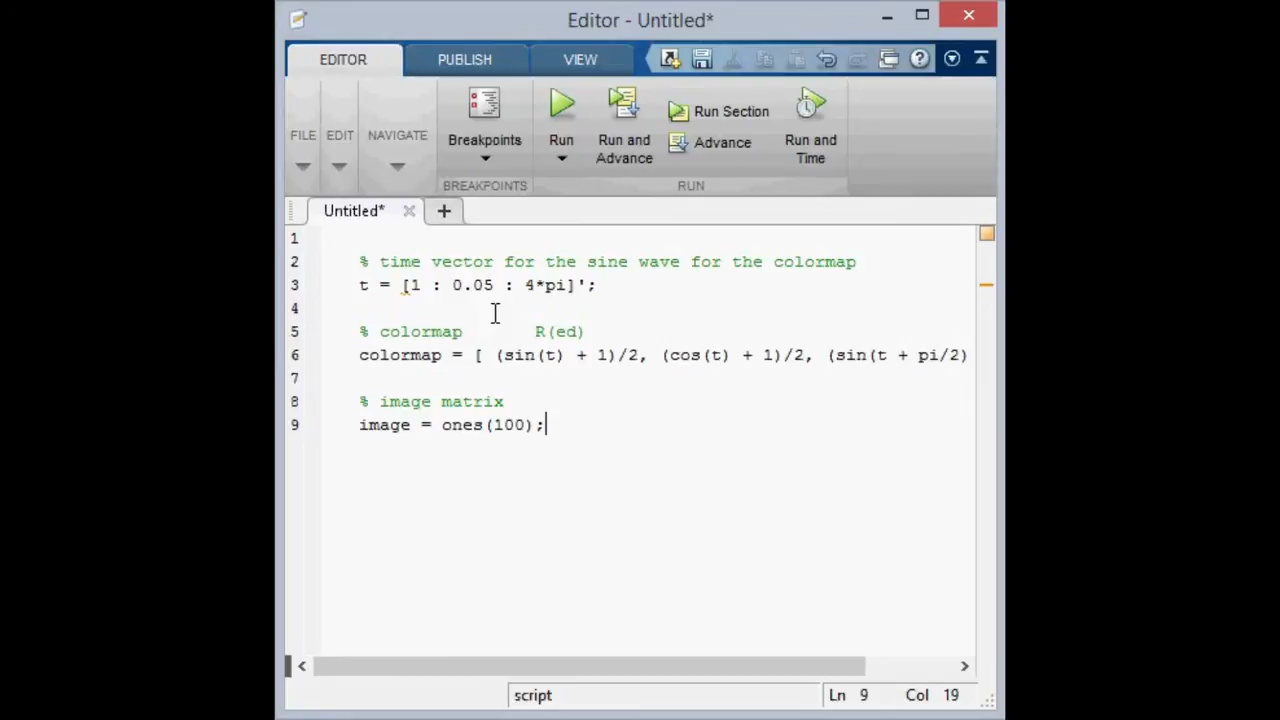 Editor - Untitled*
EDITOR PUBLISH VIEW
FILE EDIT NAVIGATE Breakpoints Run Run and Advance Run Section Advance Run and Time
BREAKPOINTS RUN
Untitled*
1
2 % time vector for the sine wave for the colormap
3 t = [1 : 0.05 : 4*pi]';
4
5 % colormap R(ed)
6 colormap = [ (sin(t) + 1)/2, (cos(t) + 1)/2, (sin(t + pi/2)
7
8 % image matrix
9 image = ones(100);
script Ln 9 Col 19